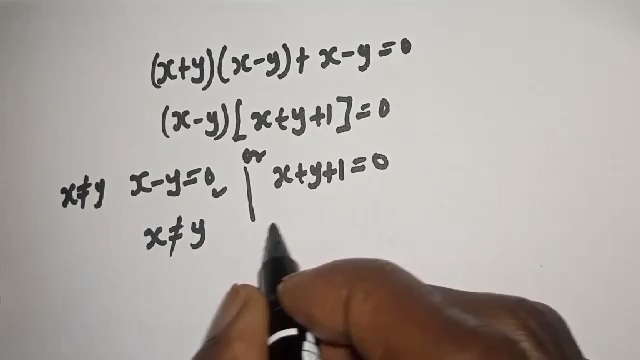 (x+y)(x-y)+ x-y=0
(x-y)[x+y+1]=0
or
x≠y x-y=0 | x+y+1=0
x≠y